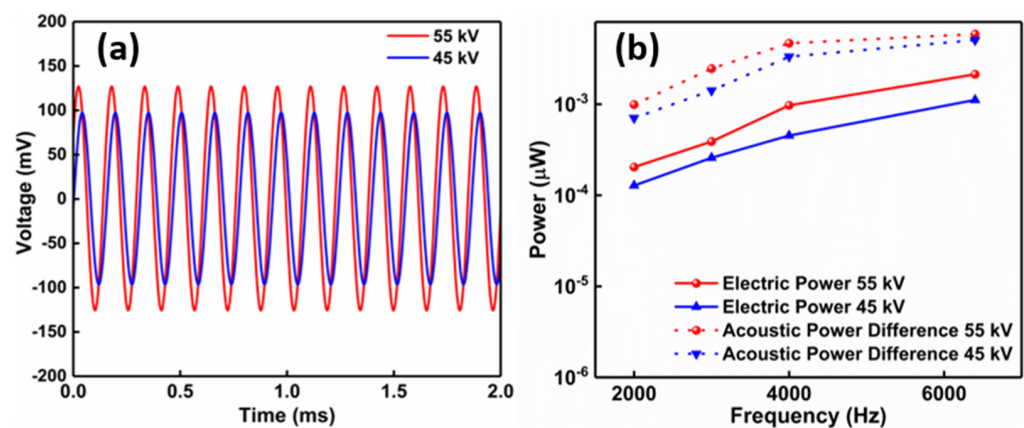 (a)
55 kV
45 kV
200
150
100
50
0
-50
-100
-150
-200
Voltage (mV)
0.0 0.5 1.0 1.5 2.0
Time (ms)
(b)
10⁻³
10⁻⁴
10⁻⁵
10⁻⁶
Power (μW)
Electric Power 55 kV
Electric Power 45 kV
Acoustic Power Difference 55 kV
Acoustic Power Difference 45 kV
2000 4000 6000
Frequency (Hz)